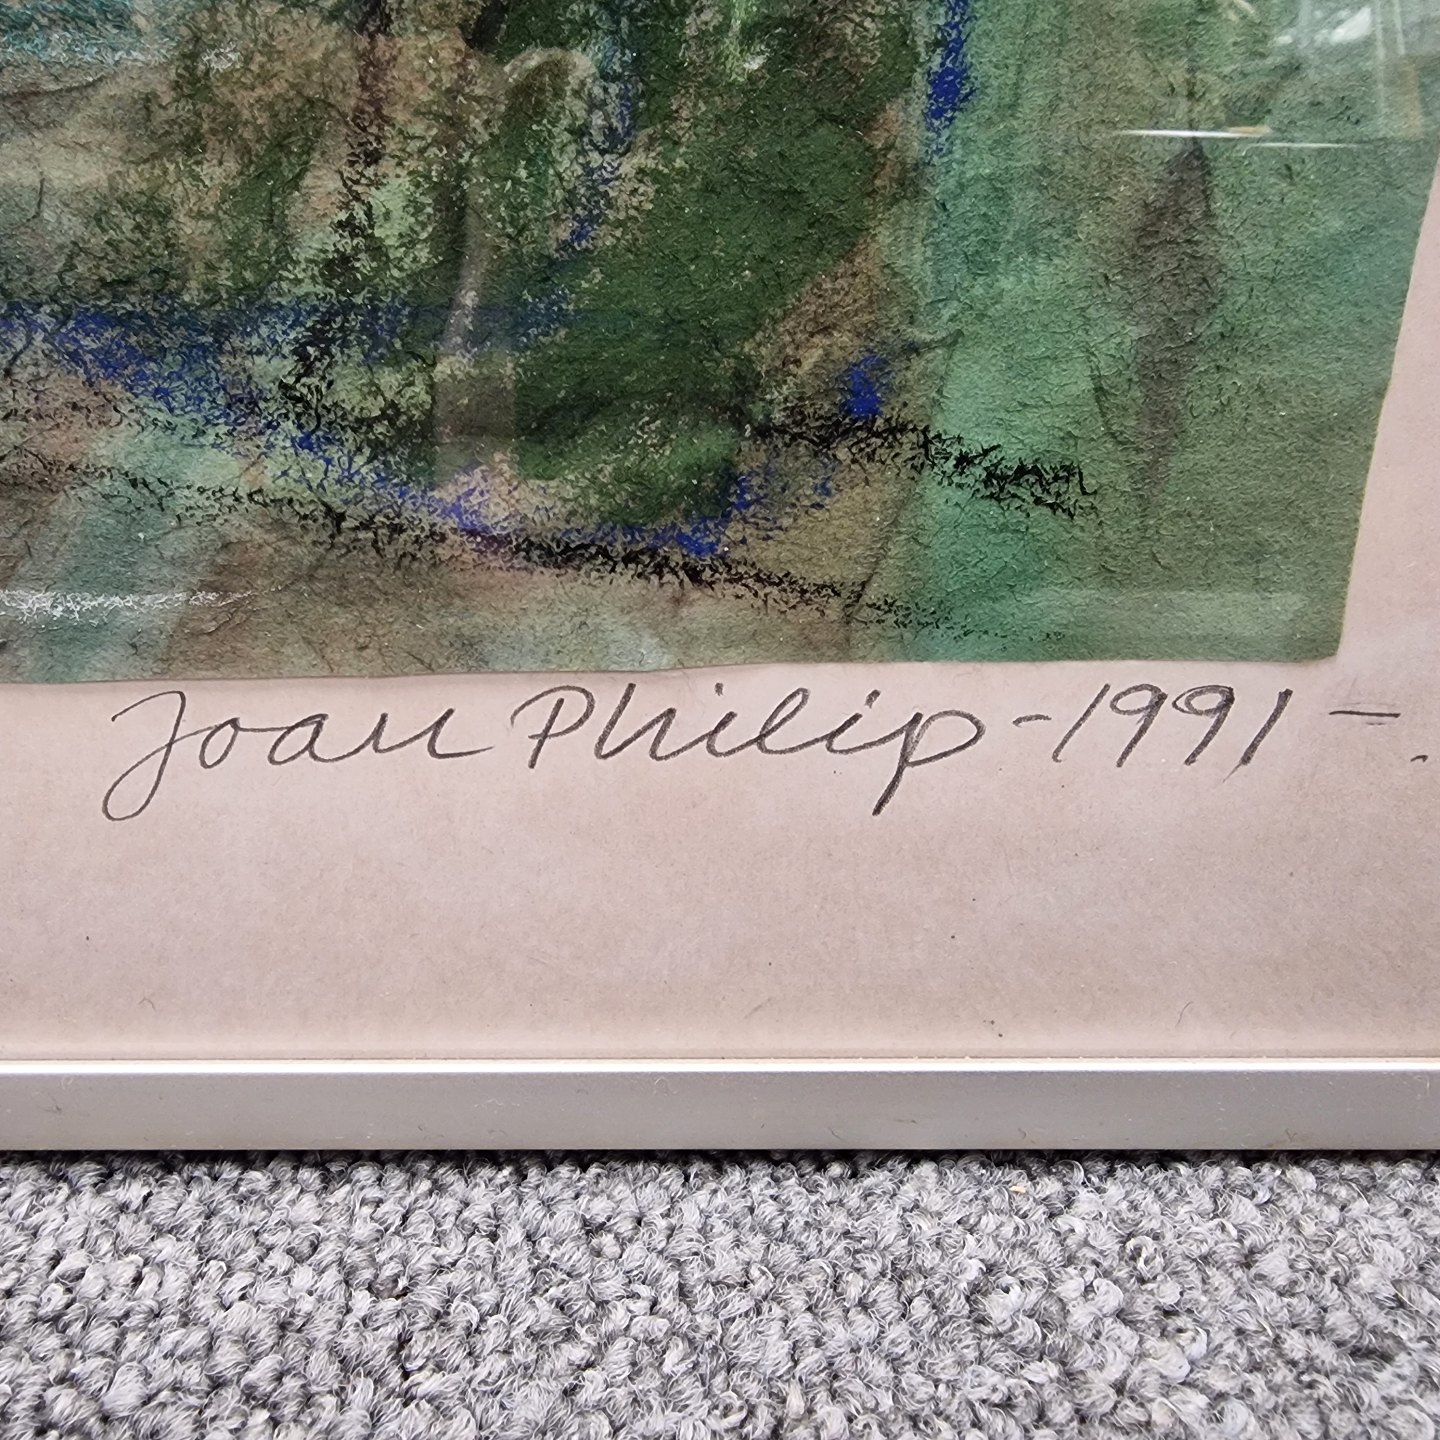 Joan Philip - 1991 - .